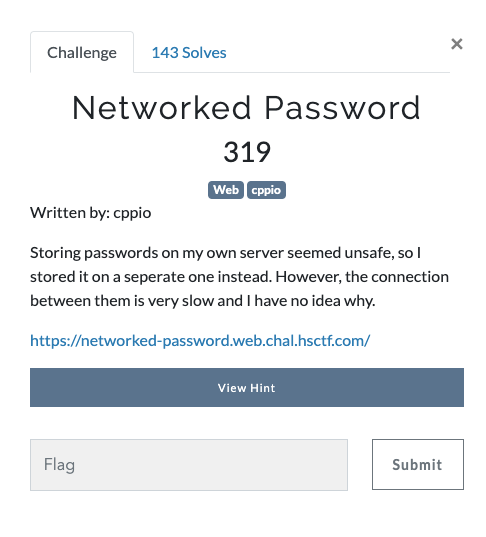 Challenge
143 Solves
×
Networked Password
319
Web cppio
Written by: cppio
Storing passwords on my own server seemed unsafe, so I
stored it on a seperate one instead. However, the connection
between them is very slow and I have no idea why.
https://networked-password.web.chal.hsctf.com/
View Hint
Flag
Submit